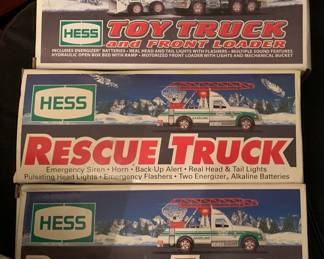 HESS
TOY TRUCK
and FRONT LOADER
INCLUDES ENERGIZER BATTERIES • REAL HEAD AND TAIL LIGHTS WITH FLASHERS • MULTIPLE SOUND FEATURES
HYDRAULIC OPEN BOX BED WITH RAMP • MOTORIZED FRONT LOADER WITH LIGHTS AND MECHANICAL BUCKET
HESS
RESCUE TRUCK
Emergency Siren • Horn • Back-Up Alert • Real Head & Tail Lights
Pulsating Head Lights • Emergency Flashers • Two Energizer, Alkaline Batteries
HESS